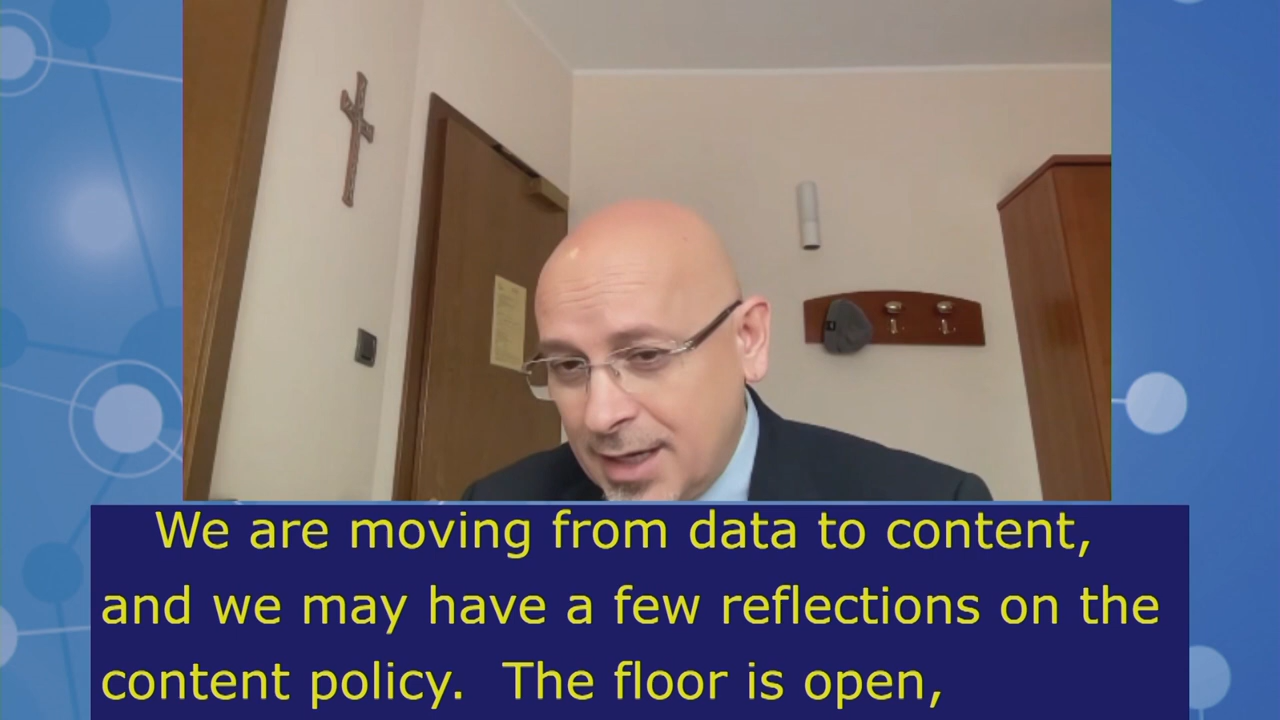 We are moving from data to content,
and we may have a few reflections on the
content policy.  The floor is open,